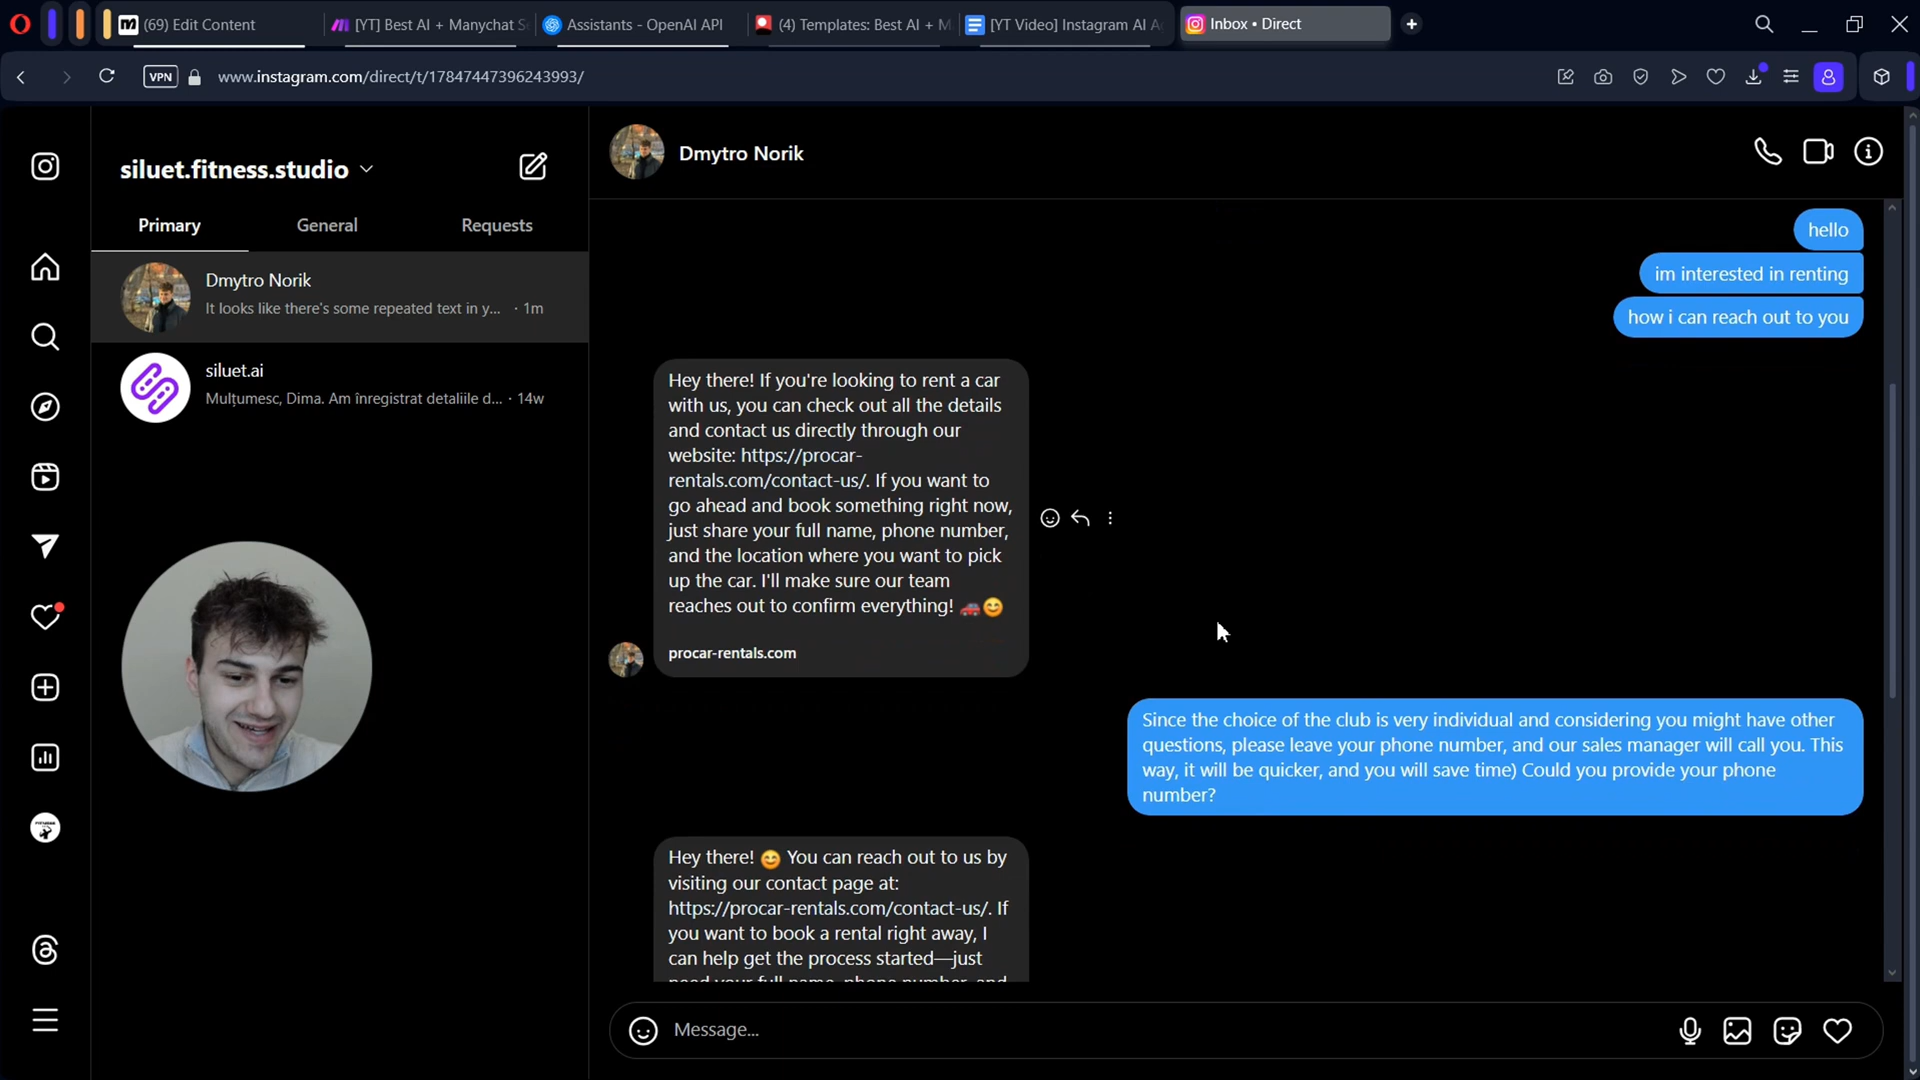 (69) Edit Content
[YT] Best AI + Manychat S
Assistants - OpenAI API
(4) Templates: Best AI + M
[YT Video] Instagram AI A
Inbox • Direct
VPN
www.instagram.com/direct/t/17847447396243993/
siluet.fitness.studio
Primary
General
Requests
Dmytro Norik
It looks like there's some repeated text in y... · 1m
siluet.ai
Mulțumesc, Dima. Am înregistrat detaliile d... · 14w
Dmytro Norik
hello
im interested in renting
how i can reach out to you
Hey there! If you're looking to rent a car
with us, you can check out all the details
and contact us directly through our
website: https://procar-
rentals.com/contact-us/. If you want to
go ahead and book something right now,
just share your full name, phone number,
and the location where you want to pick
up the car. I'll make sure our team
reaches out to confirm everything! 🚗😊
procar-rentals.com
Since the choice of the club is very individual and considering you might have other
questions, please leave your phone number, and our sales manager will call you. This
way, it will be quicker, and you will save time) Could you provide your phone
number?
Hey there! 😊 You can reach out to us by
visiting our contact page at:
https://procar-rentals.com/contact-us/. If
you want to book a rental right away, I
can help get the process started—just
need your full name, phone number, and
Message...